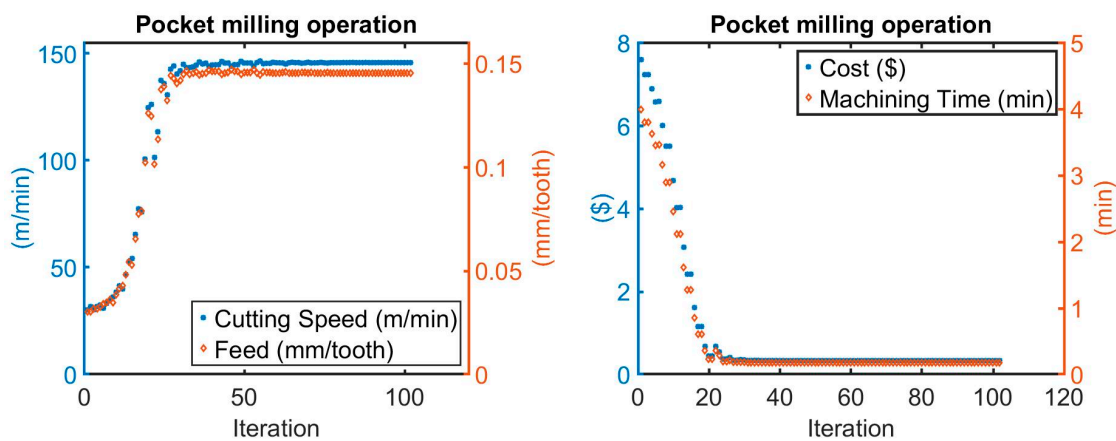 Pocket milling operation
150
100
50
0
(m/min)
0.15
0.1
0.05
0
(mm/tooth)
Cutting Speed (m/min)
Feed (mm/tooth)
0 50 100
Iteration
Pocket milling operation
8
6
4
2
0
($)
5
4
3
2
1
0
(min)
Cost ($)
Machining Time (min)
0 20 40 60 80 100 120
Iteration